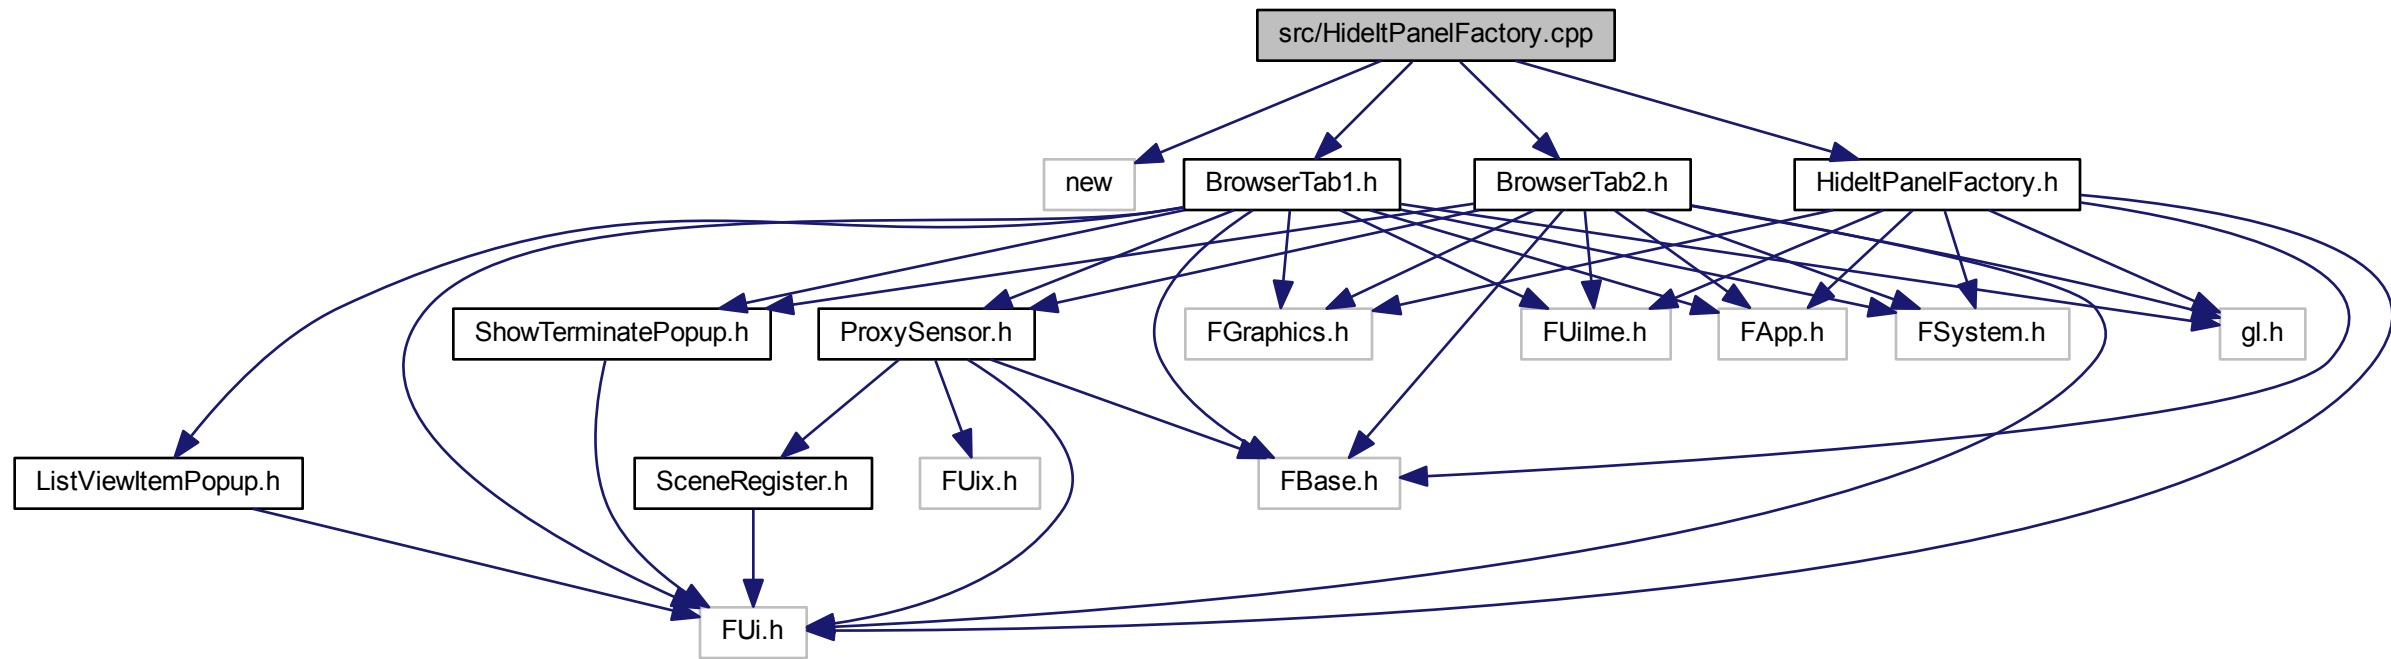 src/HideItPanelFactory.cpp
new
BrowserTab1.h
BrowserTab2.h
HideItPanelFactory.h
ShowTerminatePopup.h
ProxySensor.h
FGraphics.h
FUiIme.h
FApp.h
FSystem.h
gl.h
ListViewItemPopup.h
SceneRegister.h
FUix.h
FBase.h
FUi.h